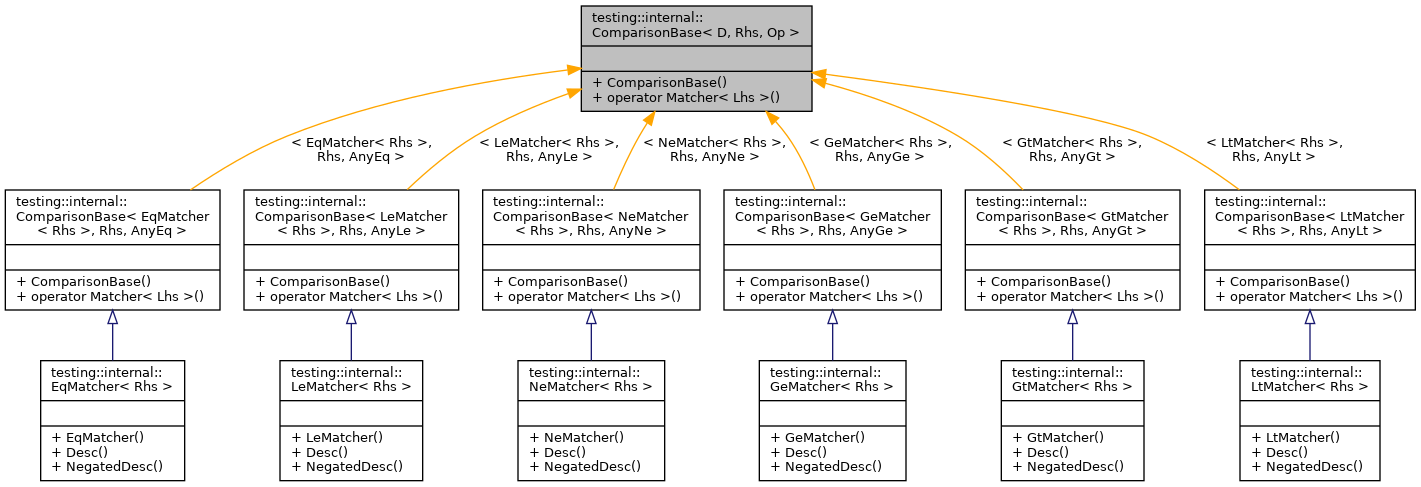 testing::internal::
ComparisonBase< D, Rhs, Op >
+ ComparisonBase()
+ operator Matcher< Lhs >()
< EqMatcher< Rhs >,
Rhs, AnyEq >
< LeMatcher< Rhs >,
Rhs, AnyLe >
< NeMatcher< Rhs >,
Rhs, AnyNe >
< GeMatcher< Rhs >,
Rhs, AnyGe >
< GtMatcher< Rhs >,
Rhs, AnyGt >
< LtMatcher< Rhs >,
Rhs, AnyLt >
testing::internal::
ComparisonBase< EqMatcher
< Rhs >, Rhs, AnyEq >
+ ComparisonBase()
+ operator Matcher< Lhs >()
testing::internal::
ComparisonBase< LeMatcher
< Rhs >, Rhs, AnyLe >
+ ComparisonBase()
+ operator Matcher< Lhs >()
testing::internal::
ComparisonBase< NeMatcher
< Rhs >, Rhs, AnyNe >
+ ComparisonBase()
+ operator Matcher< Lhs >()
testing::internal::
ComparisonBase< GeMatcher
< Rhs >, Rhs, AnyGe >
+ ComparisonBase()
+ operator Matcher< Lhs >()
testing::internal::
ComparisonBase< GtMatcher
< Rhs >, Rhs, AnyGt >
+ ComparisonBase()
+ operator Matcher< Lhs >()
testing::internal::
ComparisonBase< LtMatcher
< Rhs >, Rhs, AnyLt >
+ ComparisonBase()
+ operator Matcher< Lhs >()
testing::internal::
EqMatcher< Rhs >
+ EqMatcher()
+ Desc()
+ NegatedDesc()
testing::internal::
LeMatcher< Rhs >
+ LeMatcher()
+ Desc()
+ NegatedDesc()
testing::internal::
NeMatcher< Rhs >
+ NeMatcher()
+ Desc()
+ NegatedDesc()
testing::internal::
GeMatcher< Rhs >
+ GeMatcher()
+ Desc()
+ NegatedDesc()
testing::internal::
GtMatcher< Rhs >
+ GtMatcher()
+ Desc()
+ NegatedDesc()
testing::internal::
LtMatcher< Rhs >
+ LtMatcher()
+ Desc()
+ NegatedDesc()